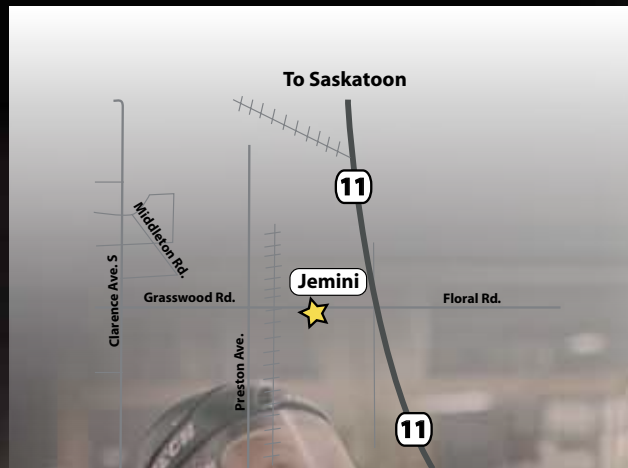 To Saskatoon
11
Middleton Rd.
Clarence Ave. S
Jemini
Grasswood Rd.
Floral Rd.
Preston Ave.
11